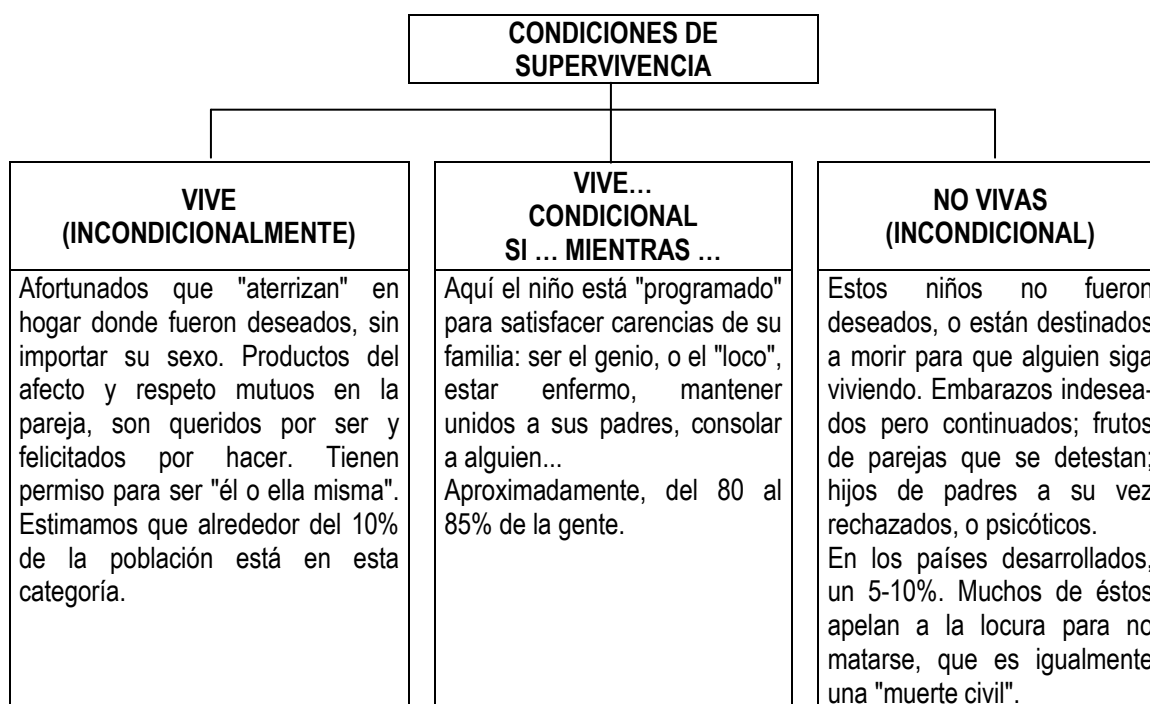 CONDICIONES DE
SUPERVIVENCIA
VIVE
(INCONDICIONALMENTE)
Afortunados que "aterrizan" en
hogar donde fueron deseados, sin
importar su sexo. Productos del
afecto y respeto mutuos en la
pareja, son queridos por ser y
felicitados por hacer. Tienen
permiso para ser "él o ella misma".
Estimamos que alrededor del 10%
de la población está en esta
categoría.
VIVE…
CONDICIONAL
SI … MIENTRAS …
Aquí el niño está "programado"
para satisfacer carencias de su
familia: ser el genio, o el "loco",
estar enfermo, mantener
unidos a sus padres, consolar
a alguien...
Aproximadamente, del 80 al
85% de la gente.
NO VIVAS
(INCONDICIONAL)
Estos niños no fueron
deseados, o están destinados
a morir para que alguien siga
viviendo. Embarazos indesea-
dos pero continuados; frutos
de parejas que se detestan;
hijos de padres a su vez
rechazados, o psicóticos.
En los países desarrollados,
un 5-10%. Muchos de éstos
apelan a la locura para no
matarse, que es igualmente
una "muerte civil".